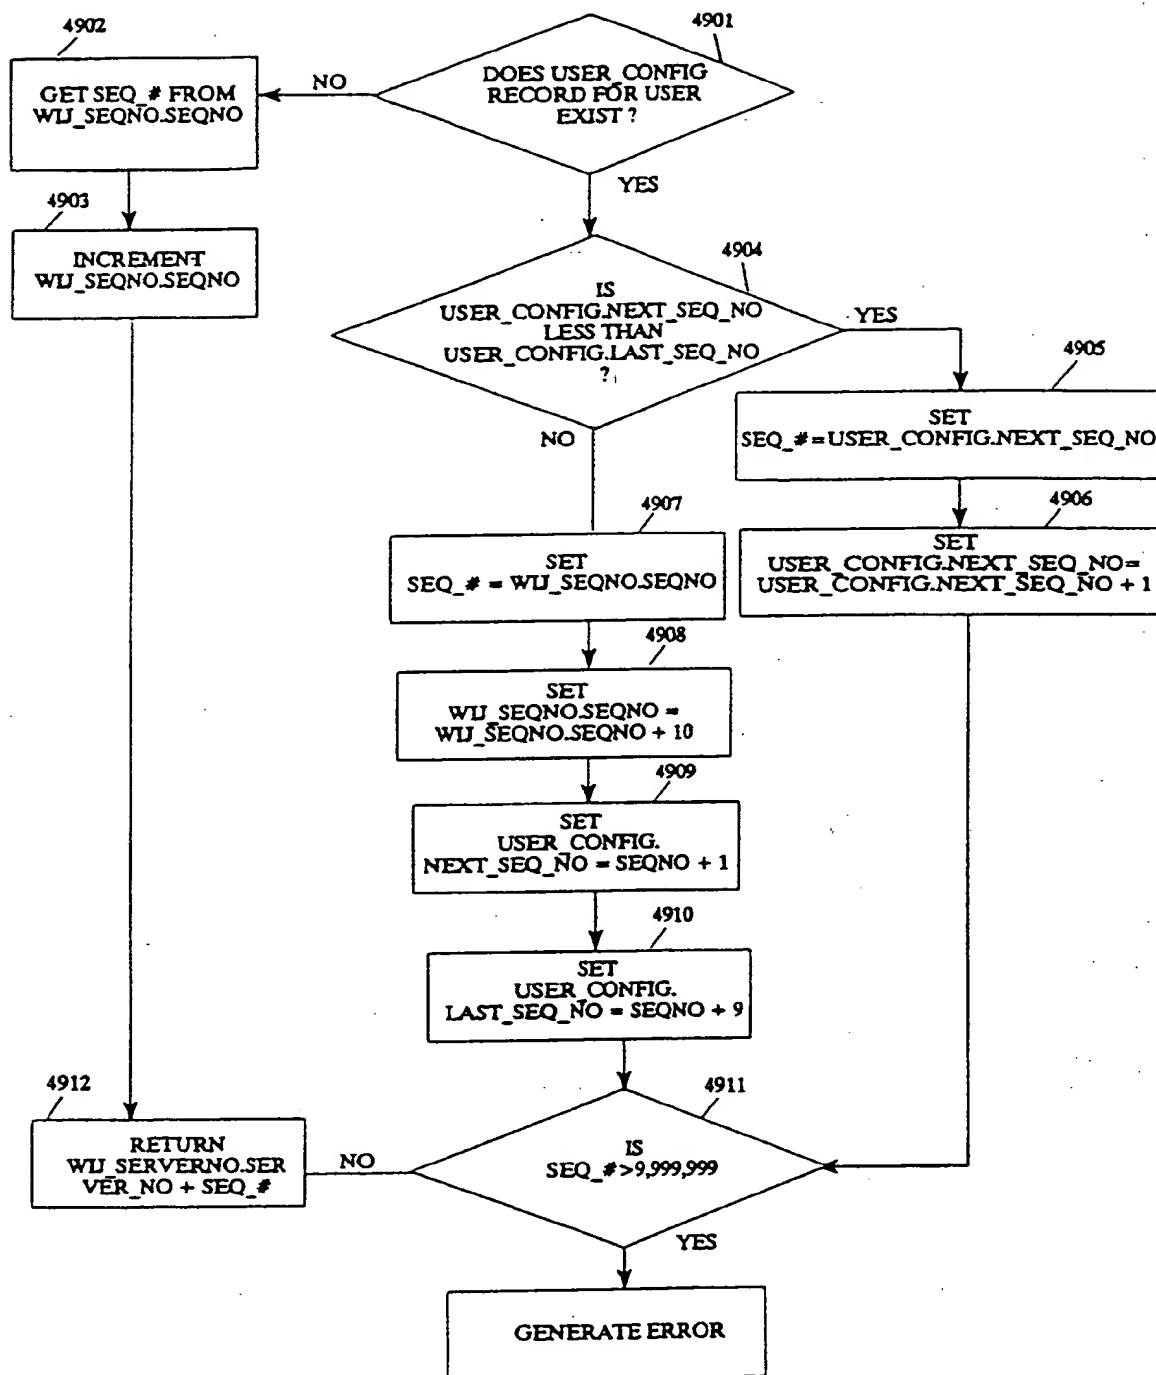 4901
DOES USER_CONFIG
RECORD FOR USER
EXIST ?
NO
YES
4902
GET SEQ_# FROM
WIJ_SEQNO.SEQNO
4903
INCREMENT
WIJ_SEQNO.SEQNO
4904
IS
USER_CONFIG.NEXT_SEQ_NO
LESS THAN
USER_CONFIG.LAST_SEQ_NO
?
YES
NO
4905
SET
SEQ_#=USER_CONFIG.NEXT_SEQ_NO
4906
SET
USER_CONFIG.NEXT_SEQ_NO=
USER_CONFIG.NEXT_SEQ_NO + 1
4907
SET
SEQ_# = WIJ_SEQNO.SEQNO
4908
SET
WIJ_SEQNO.SEQNO =
WIJ_SEQNO.SEQNO + 10
4909
SET
USER_CONFIG.
NEXT_SEQ_NO = SEQNO + 1
4910
SET
USER_CONFIG.
LAST_SEQ_NO = SEQNO + 9
4911
IS
SEQ_#>9,999,999
NO
YES
4912
RETURN
WIJ_SERVERNO.SER
VER_NO + SEQ_#
GENERATE ERROR